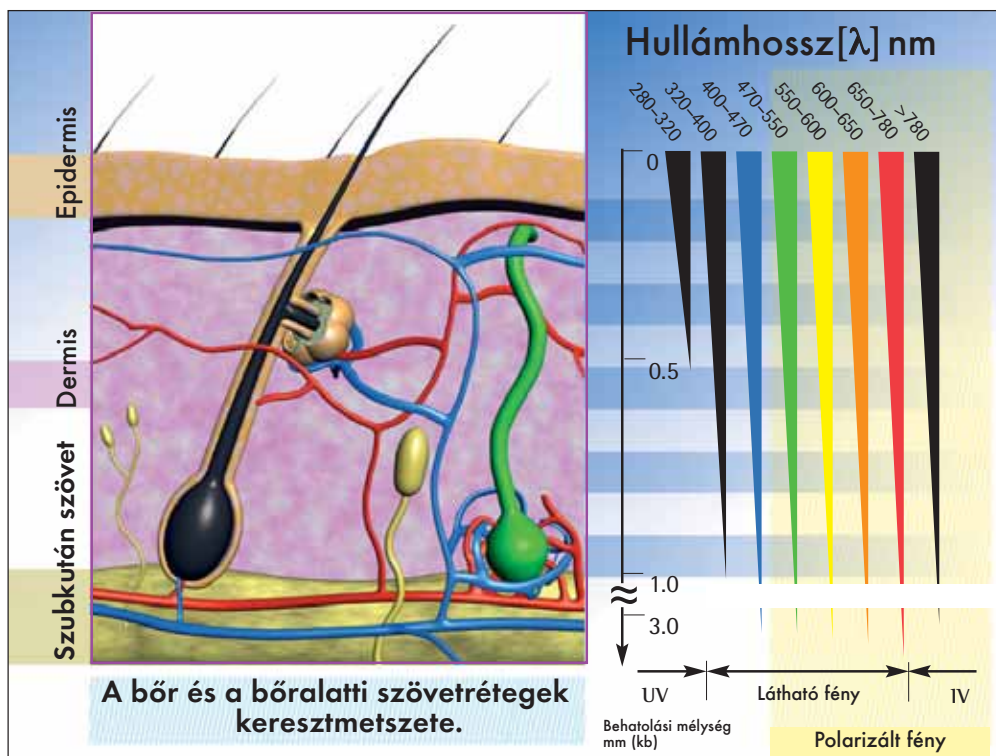 Epidermis
Dermis
Szubkután szövet
A bőr és a bőralatti szövetrétegek
keresztmetszete.
Hullámhossz[λ] nm
280–320
320–400
400–470
470–550
550–600
600–650
650–780
>780
0
0.5
1.0
≈
3.0
UV
Látható fény
IV
Behatolási mélység
mm (kb)
Polarizált fény